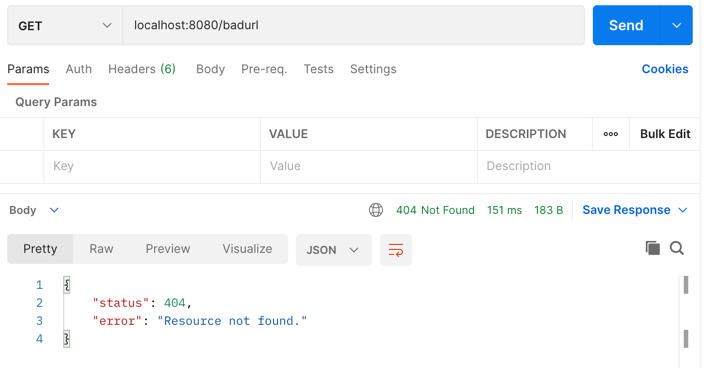 GET localhost:8080/badurl Send
Params Auth Headers (6) Body Pre-req. Tests Settings Cookies
Query Params
KEY VALUE DESCRIPTION ooo Bulk Edit
Key Value Description
Body 404 Not Found 151 ms 183 B Save Response
Pretty Raw Preview Visualize JSON
1 {
2 "status": 404,
3 "error": "Resource not found."
4 }